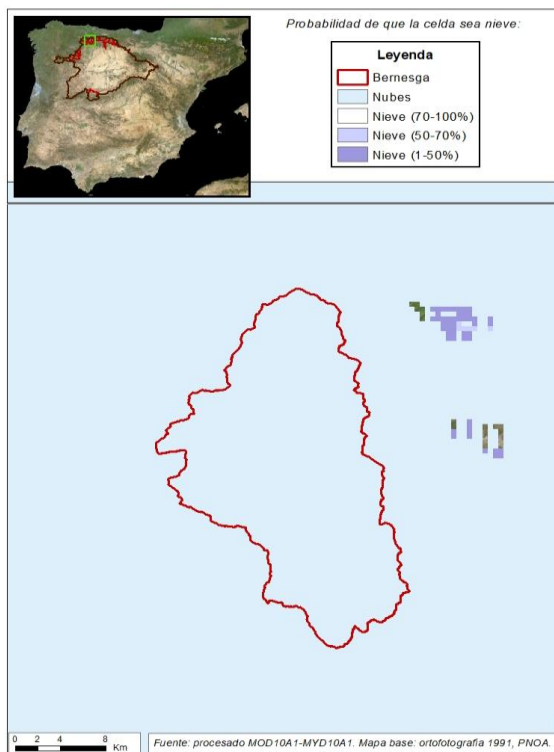 Probabilidad de que la celda sea nieve:
Leyenda
Bernesga
Nubes
Nieve (70-100%)
Nieve (50-70%)
Nieve (1-50%)
0 2 4 8
Km
Fuente: procesado MOD10A1-MYD10A1. Mapa base: ortofotografía 1991, PNOA.